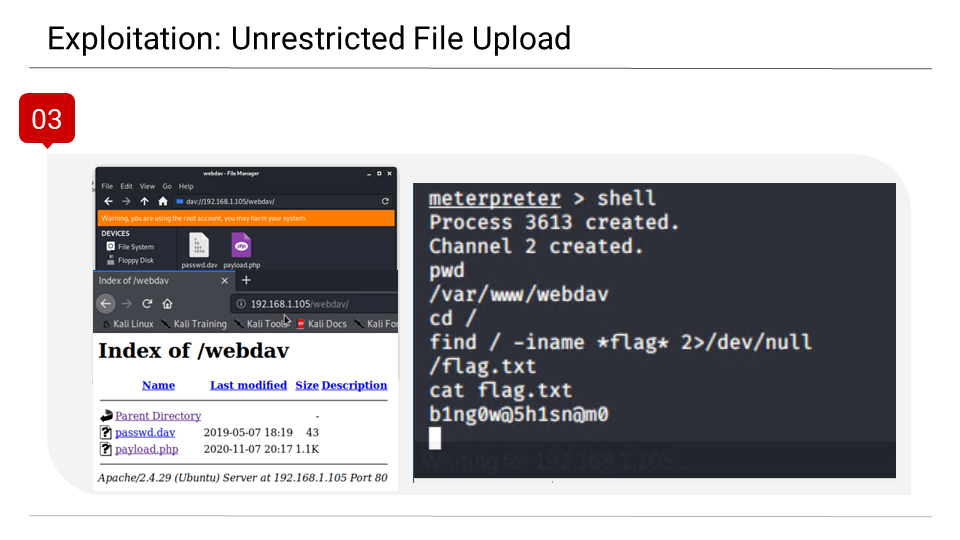 Exploitation: Unrestricted File Upload
03
webdav - File Manager
File Edit View Go Help
dav://192.168.1.105/webdav/
Warning, you are using the root account, you may harm your system.
DEVICES
File System
Floppy Disk
passwd.dav payload.php
Index of /webdav
192.168.1.105/webdav/
Kali Linux Kali Training Kali Tools Kali Docs Kali For
Index of /webdav
Name Last modified Size Description
Parent Directory -
passwd.dav 2019-05-07 18:19 43
payload.php 2020-11-07 20:17 1.1K
Apache/2.4.29 (Ubuntu) Server at 192.168.1.105 Port 80
meterpreter > shell
Process 3613 created.
Channel 2 created.
pwd
/var/www/webdav
cd /
find / -iname *flag* 2>/dev/null
/flag.txt
cat flag.txt
b1ng0w@5h1sn@m0
Waiting for 192.168.1.105...